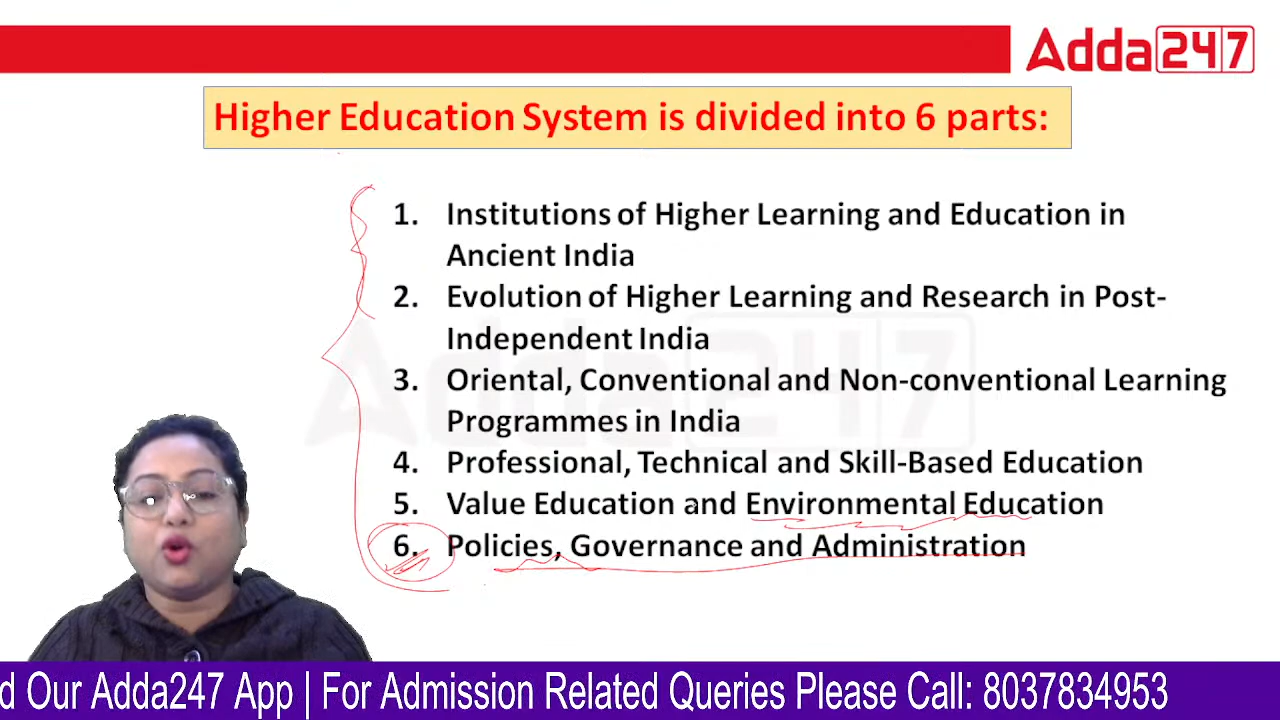 Adda247
Higher Education System is divided into 6 parts:
1. Institutions of Higher Learning and Education in
Ancient India
2. Evolution of Higher Learning and Research in Post-
Independent India
3. Oriental, Conventional and Non-conventional Learning
Programmes in India
4. Professional, Technical and Skill-Based Education
5. Value Education and Environmental Education
6. Policies, Governance and Administration
Adda247
d Our Adda247 App | For Admission Related Queries Please Call: 8037834953